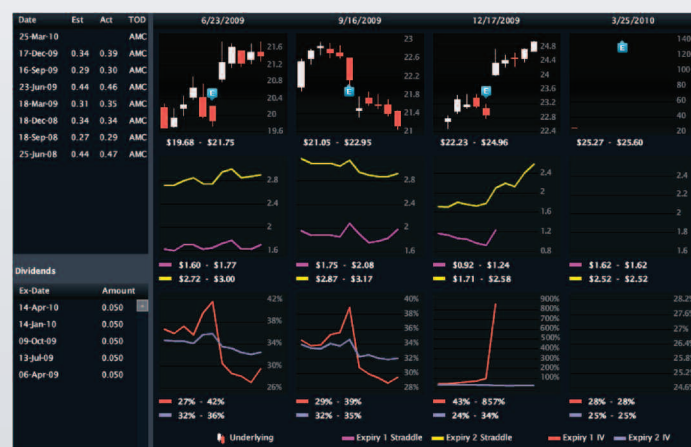 Date Est Act TOD 6/23/2009 9/16/2009 12/17/2009 3/25/2010
25-Mar-10 AMC
17-Dec-09 0.34 0.39 AMC
16-Sep-09 0.29 0.30 AMC
23-Jun-09 0.44 0.46 AMC
18-Mar-09 0.31 0.35 AMC
18-Dec-08 0.34 0.34 AMC
18-Sep-08 0.27 0.29 AMC
25-Jun-08 0.44 0.47 AMC
21.6
21.2
20.8
20.4
20
19.6
E
$19.68 - $21.75
23
22.5
22
21.5
21
E
$21.05 - $22.95
24.8
24.4
24
23.6
23.2
22.8
22.4
E
$22.23 - $24.96
140
120
100
80
60
40
20
E
$25.27 - $25.60
2.8
2.4
2
1.6
$1.60 - $1.77
$2.72 - $3.00
2.8
2.4
2
1.6
$1.75 - $2.08
$2.87 - $3.17
2.4
2
1.6
1.2
0.8
$0.92 - $1.24
$1.71 - $2.58
2.4
2.2
2
1.8
1.6
$1.62 - $1.62
$2.52 - $2.52
Dividends
Ex-Date Amount
14-Apr-10 0.050
14-Jan-10 0.050
09-Oct-09 0.050
13-Jul-09 0.050
06-Apr-09 0.050
42%
38%
34%
30%
26%
27% - 42%
32% - 36%
40%
38%
36%
34%
32%
30%
28%
29% - 39%
32% - 35%
900%
800%
700%
600%
500%
400%
300%
200%
100%
43% - 857%
24% - 34%
28.2%
27.6%
27%
26.4%
25.8%
25.2%
24.6%
28% - 28%
25% - 25%
Underlying Expiry 1 Straddle Expiry 2 Straddle Expiry 1 IV Expiry 2 IV